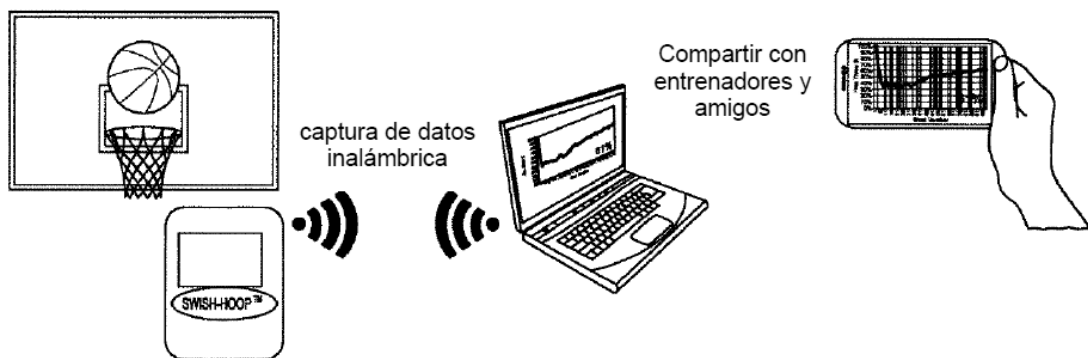 captura de datos
inalámbrica
Compartir con
entrenadores y
amigos
SWISH-HOOP™